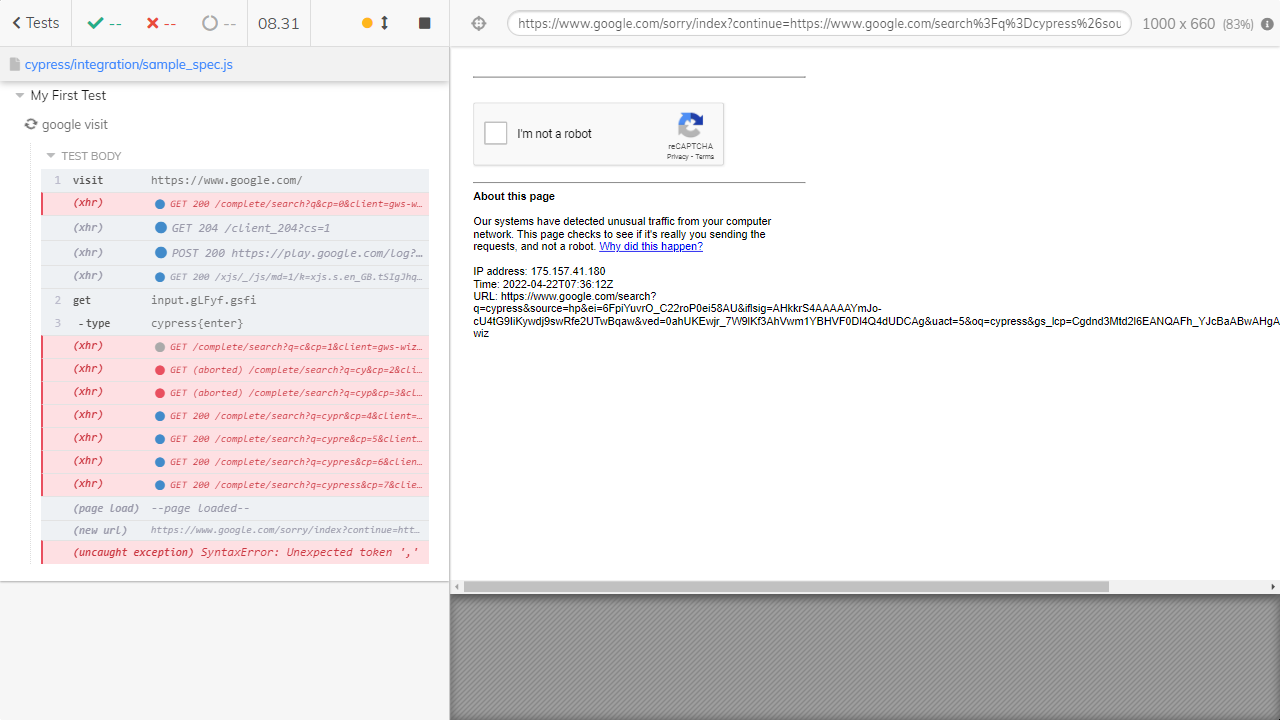 Tests
--
--
--
08.31
https://www.google.com/sorry/index?continue=https://www.google.com/search%3Fq%3Dcypress%26sou
1000 x 660 (83%)
cypress/integration/sample_spec.js
My First Test
google visit
TEST BODY
1 visit https://www.google.com/
(xhr) GET 200 /complete/search?q&cp=0&client=gws-w…
(xhr) GET 204 /client_204?cs=1
(xhr) POST 200 https://play.google.com/log?…
(xhr) GET 200 /xjs/_/js/md=1/k=xjs.s.en_GB.tSIgJhq…
2 get input.gLFyf.gsfi
3 -type cypress{enter}
(xhr) GET /complete/search?q=c&cp=1&client=gws-wiz…
(xhr) GET (aborted) /complete/search?q=cy&cp=2&cli…
(xhr) GET (aborted) /complete/search?q=cyp&cp=3&cl…
(xhr) GET 200 /complete/search?q=cypr&cp=4&client=…
(xhr) GET 200 /complete/search?q=cypre&cp=5&client…
(xhr) GET 200 /complete/search?q=cypres&cp=6&clien…
(xhr) GET 200 /complete/search?q=cypress&cp=7&clie…
(page load) --page loaded--
(new url) https://www.google.com/sorry/index?continue=htt…
(uncaught exception) SyntaxError: Unexpected token ','
I'm not a robot
reCAPTCHA
Privacy - Terms
About this page
Our systems have detected unusual traffic from your computer
network. This page checks to see if it's really you sending the
requests, and not a robot. Why did this happen?
IP address: 175.157.41.180
Time: 2022-04-22T07:36:12Z
URL: https://www.google.com/search?
q=cypress&source=hp&ei=6FpiYuvrO_C22roP0ei58AU&iflsig=AHkkrS4AAAAAYmJo-
cU4tG9IiKywdj9swRfe2UTwBqaw&ved=0ahUKEwjr_7W9lKf3AhVwm1YBHVF0Dl4Q4dUDCAg&uact=5&oq=cypress&gs_lcp=Cgdnd3Mtd2l6EANQAFh_YJcBaABwAHgA
wiz